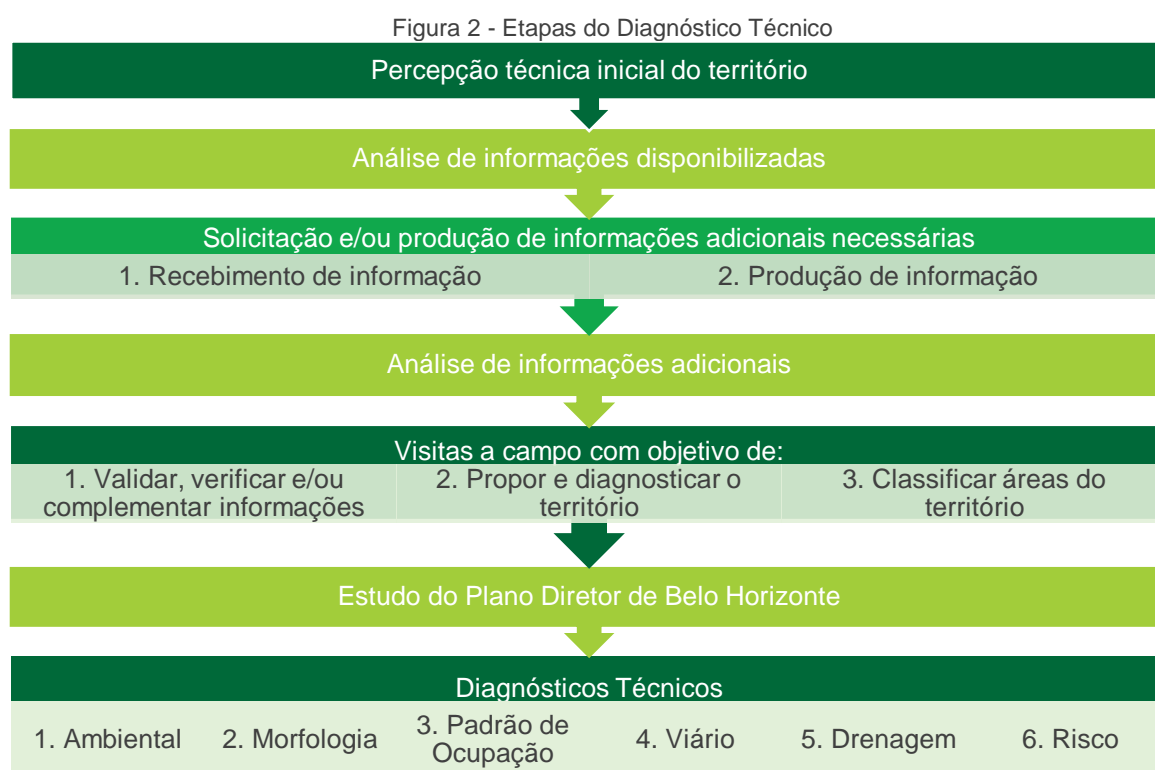 Figura 2 - Etapas do Diagnóstico Técnico
Percepção técnica inicial do território
Análise de informações disponibilizadas
Solicitação e/ou produção de informações adicionais necessárias
1. Recebimento de informação
2. Produção de informação
Análise de informações adicionais
Visitas a campo com objetivo de:
1. Validar, verificar e/ou
complementar informações
2. Propor e diagnosticar o
território
3. Classificar áreas do
território
Estudo do Plano Diretor de Belo Horizonte
Diagnósticos Técnicos
1. Ambiental
2. Morfologia
3. Padrão de
Ocupação
4. Viário
5. Drenagem
6. Risco